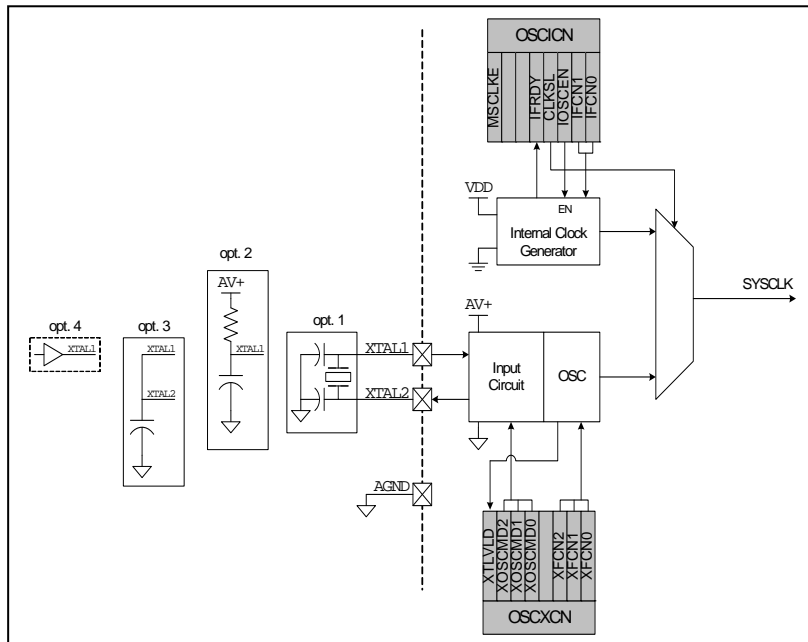 OSCICN
MSCLKE
IFRDY
CLKSL
IOSCEN
IFCN1
IFCN0
VDD
EN
Internal Clock
Generator
opt. 2
AV+
XTAL1
SYSCLK
opt. 4
XTAL1
opt. 3
XTAL1
XTAL2
opt. 1
XTAL1
XTAL2
AV+
Input
Circuit
OSC
AGND
XTLVLD
XOSCMD2
XOSCMD1
XOSCMD0
XFCN2
XFCN1
XFCN0
OSCXCN